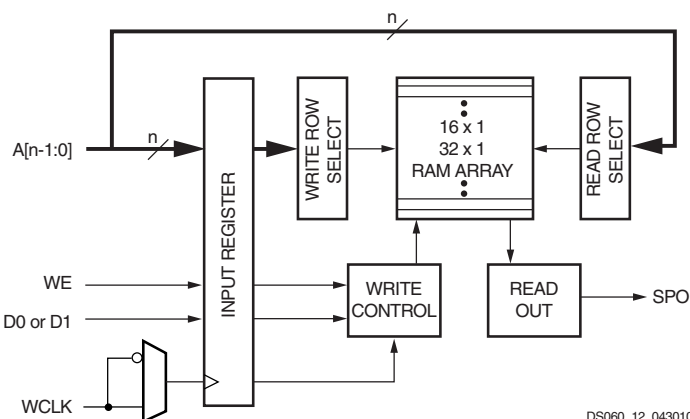 n
A[n-1:0]
n
INPUT REGISTER
WRITE ROW
SELECT
16 x 1
32 x 1
RAM ARRAY
READ ROW
SELECT
WE
D0 or D1
WCLK
WRITE
CONTROL
READ
OUT
SPO
DS060_12_043010